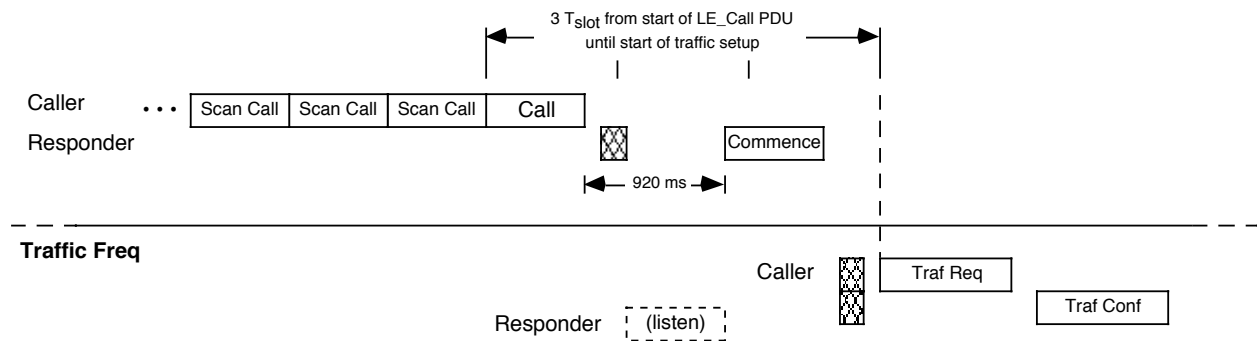 3 Tslot from start of LE_Call PDU
until start of traffic setup
Caller • • • Scan Call Scan Call Scan Call Call
Responder Commence
920 ms
Traffic Freq
Caller Traf Req
Traf Conf
Responder (listen)